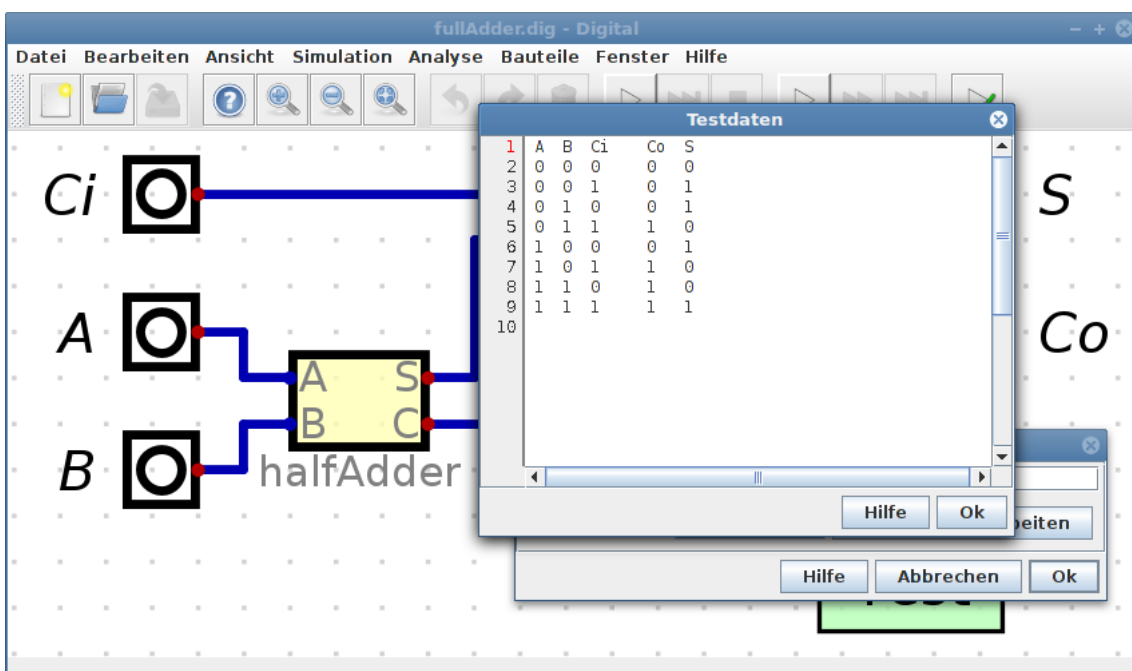 fullAdder.dig - Digital
Datei Bearbeiten Ansicht Simulation Analyse Bauteile Fenster Hilfe
Testdaten
1 A B Ci Co S
2 0 0 0 0 0
3 0 0 1 0 1
4 0 1 0 0 1
5 0 1 1 1 0
6 1 0 0 0 1
7 1 0 1 1 0
8 1 1 0 1 0
9 1 1 1 1 1
10
Ci
S
A
Co
A S
B C
B
halfAdder
Hilfe Ok
beiten
Hilfe Abbrechen Ok
Test